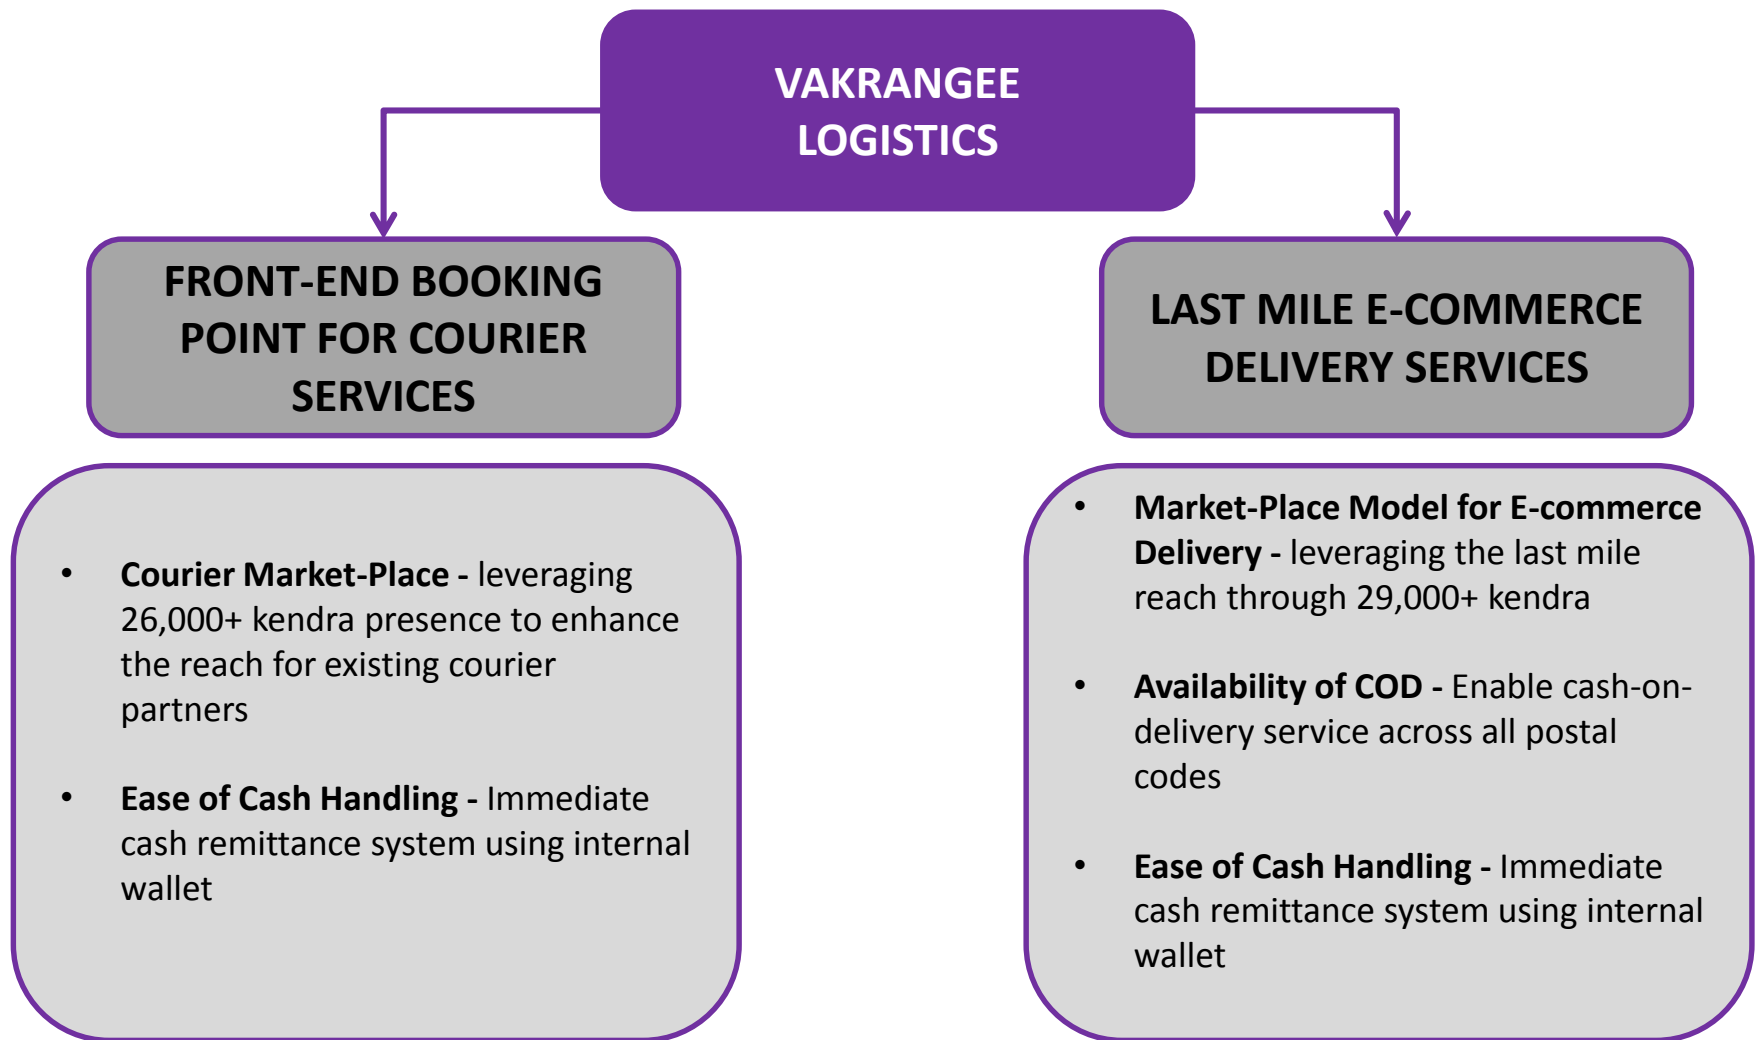 VAKRANGEE
LOGISTICS
FRONT-END BOOKING
POINT FOR COURIER
SERVICES
• Courier Market-Place - leveraging
26,000+ kendra presence to enhance
the reach for existing courier
partners
• Ease of Cash Handling - Immediate
cash remittance system using internal
wallet
LAST MILE E-COMMERCE
DELIVERY SERVICES
• Market-Place Model for E-commerce
Delivery - leveraging the last mile
reach through 29,000+ kendra
• Availability of COD - Enable cash-on-
delivery service across all postal
codes
• Ease of Cash Handling - Immediate
cash remittance system using internal
wallet